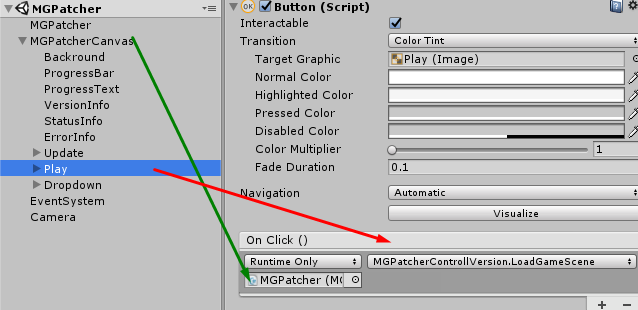 MGPatcher
MGPatcher
MGPatcherCanvas
Backround
ProgressBar
ProgressText
VersionInfo
StatusInfo
ErrorInfo
Update
Play
Dropdown
EventSystem
Camera
OK Button (Script)
Interactable
Transition Color Tint
Target Graphic Play (Image)
Normal Color
Highlighted Color
Pressed Color
Disabled Color
Color Multiplier 1
Fade Duration 0.1
Navigation Automatic
Visualize
On Click ()
Runtime Only MGPatcherControllVersion.LoadGameScene
MGPatcher (MG
+ −